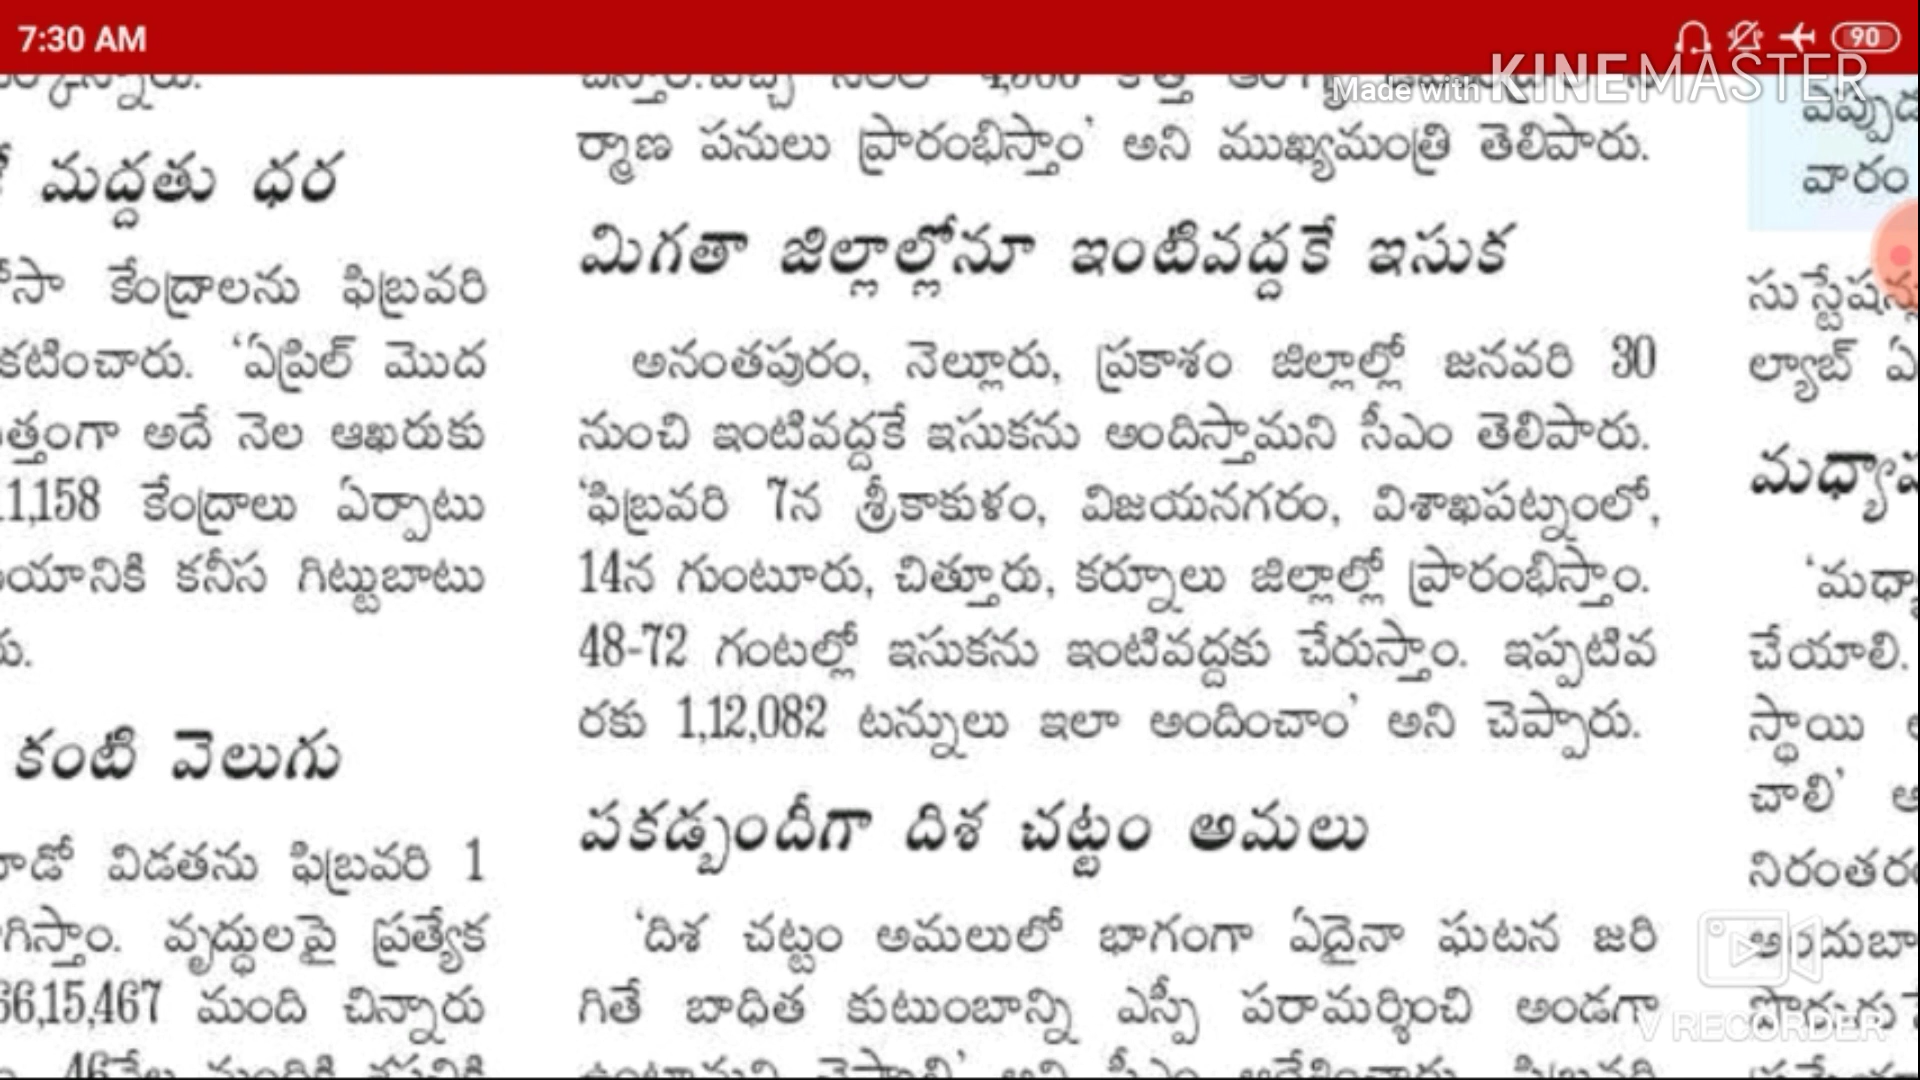 7:30 AM
90
Made with KINEMASTER
మద్దతు ధర
కేంద్రాలను ఫిబ్రవరి
కటించారు. ‘ఏప్రిల్ మొద
త్తంగా అదే నెల ఆఖరుకు
1,158 కేంద్రాలు ఏర్పాటు
యానికి కనీస గిట్టుబాటు
కంటి వెలుగు
విడతను ఫిబ్రవరి 1
గిస్తాం. వృద్ధులపై ప్రత్యేక
66,15,467 మంది చిన్నారు
ర్మాణ పనులు ప్రారంభిస్తాం’ అని ముఖ్యమంత్రి తెలిపారు.
మిగతా జిల్లాల్లోనూ ఇంటివద్దకే ఇసుక
అనంతపురం, నెల్లూరు, ప్రకాశం జిల్లాల్లో జనవరి 30
నుంచి ఇంటివద్దకే ఇసుకను అందిస్తామని సీఎం తెలిపారు.
‘ఫిబ్రవరి 7న శ్రీకాకుళం, విజయనగరం, విశాఖపట్నంలో,
14న గుంటూరు, చిత్తూరు, కర్నూలు జిల్లాల్లో ప్రారంభిస్తాం.
48-72 గంటల్లో ఇసుకను ఇంటివద్దకు చేరుస్తాం. ఇప్పటివ
రకు 1,12,082 టన్నులు ఇలా అందించాం’ అని చెప్పారు.
పకడ్బందీగా దిశ చట్టం అమలు
‘దిశ చట్టం అమలులో భాగంగా ఏదైనా ఘటన జరి
గితే బాధిత కుటుంబాన్ని ఎస్పీ పరామర్శించి అండగా
వారం
ల్యాబ్ ఏ
చేయాలి.
స్థాయి
చాలి’
V RECORDER